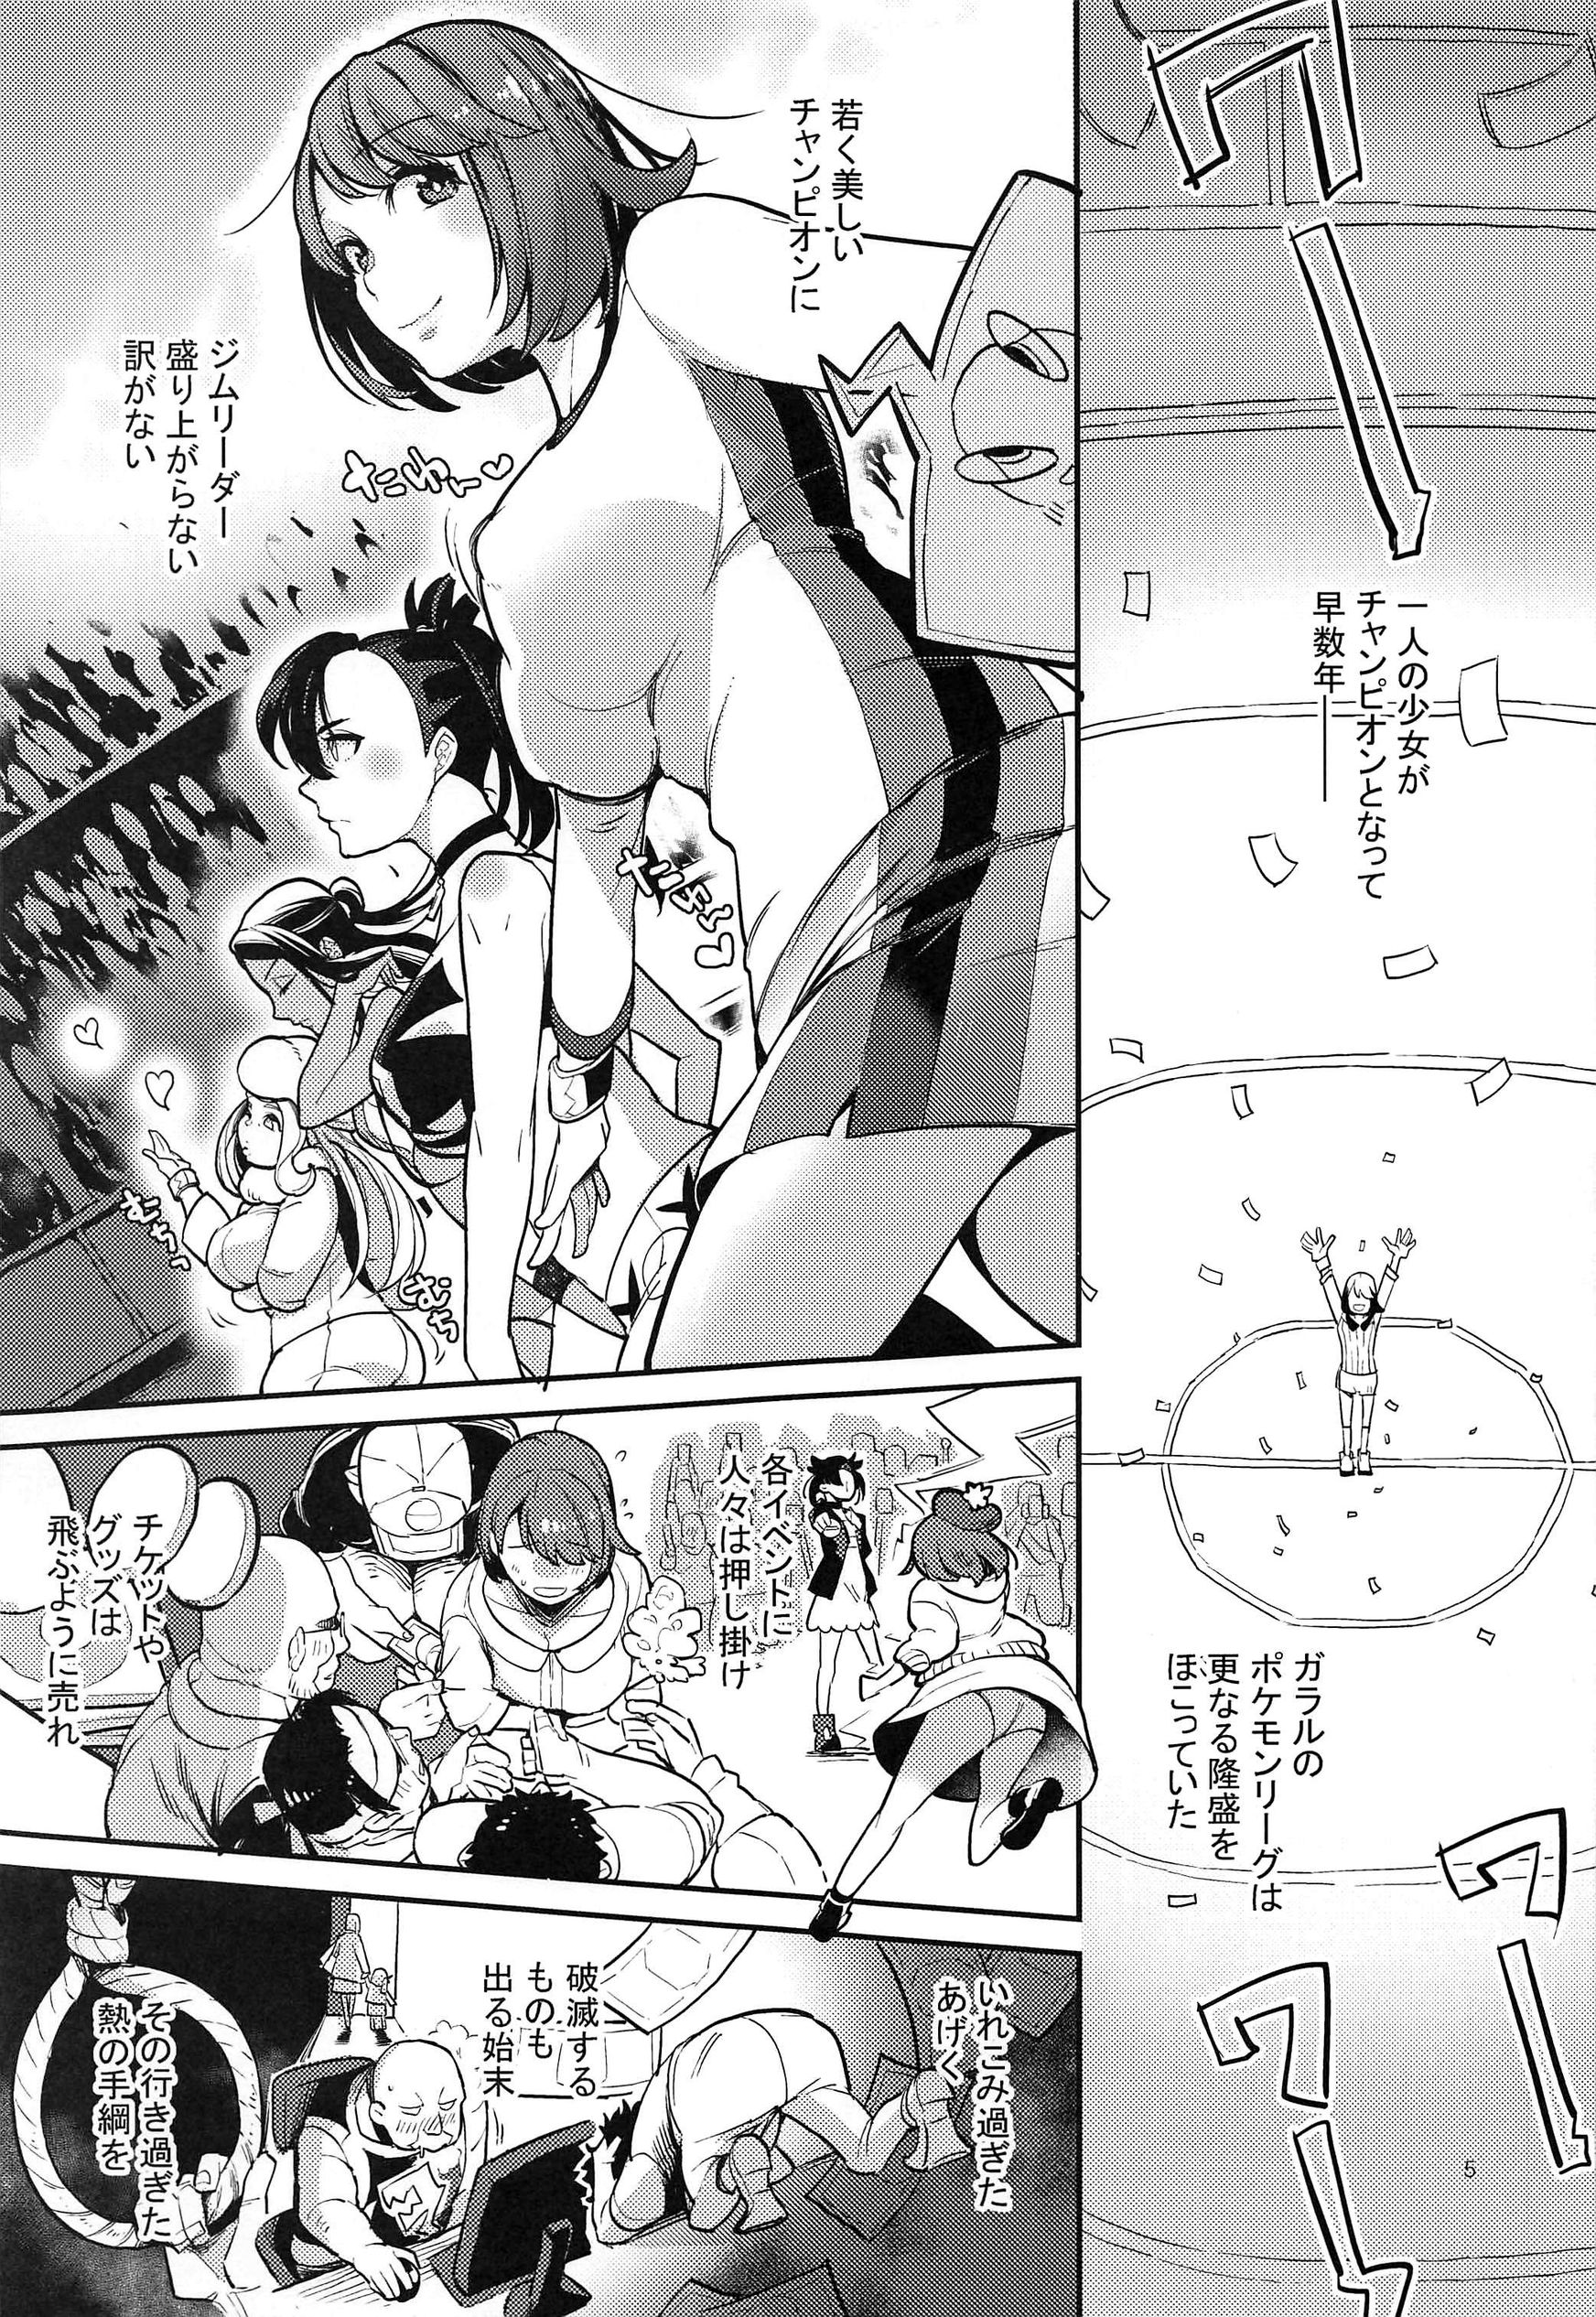 ワーーー
一人の少女が
チャンピオンとなって
早数年――
ガラルの
ポケモンリーグは
更なる隆盛を
ほこっていた
ワー
ワー
若く美しい
チャンピオンに
ジムリーダー
盛り上がらない
訳がない
たゆん♡
たぷん♡
むちっ
むち
各イベントに
人々は押し掛け
チケットや
グッズは
飛ぶように売れ
いれこみ過ぎた
あげく
破滅する
ものも
出る始末
その行き過ぎた
熱の手綱を
5